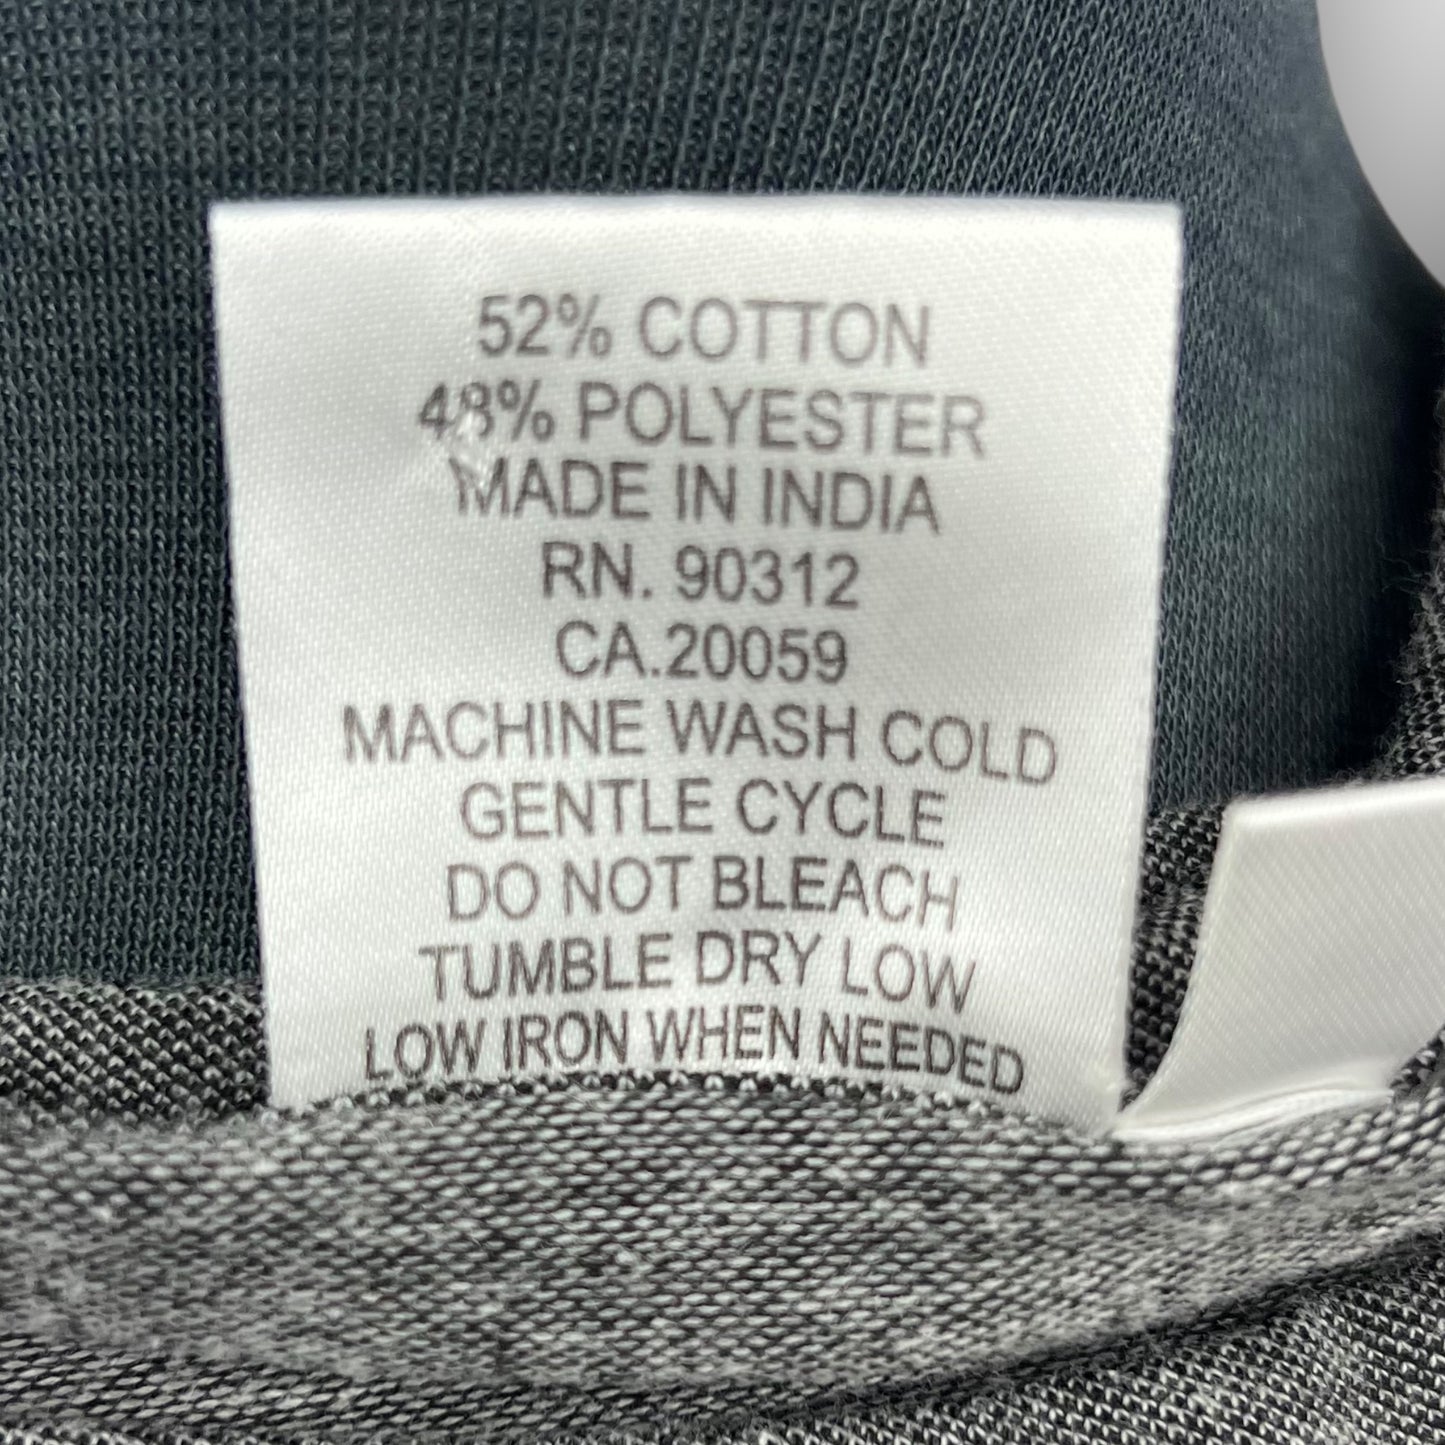 52% COTTON
48% POLYESTER
MADE IN INDIA
RN. 90312
CA.20059
MACHINE WASH COLD
GENTLE CYCLE
DO NOT BLEACH
TUMBLE DRY LOW
LOW IRON WHEN NEEDED